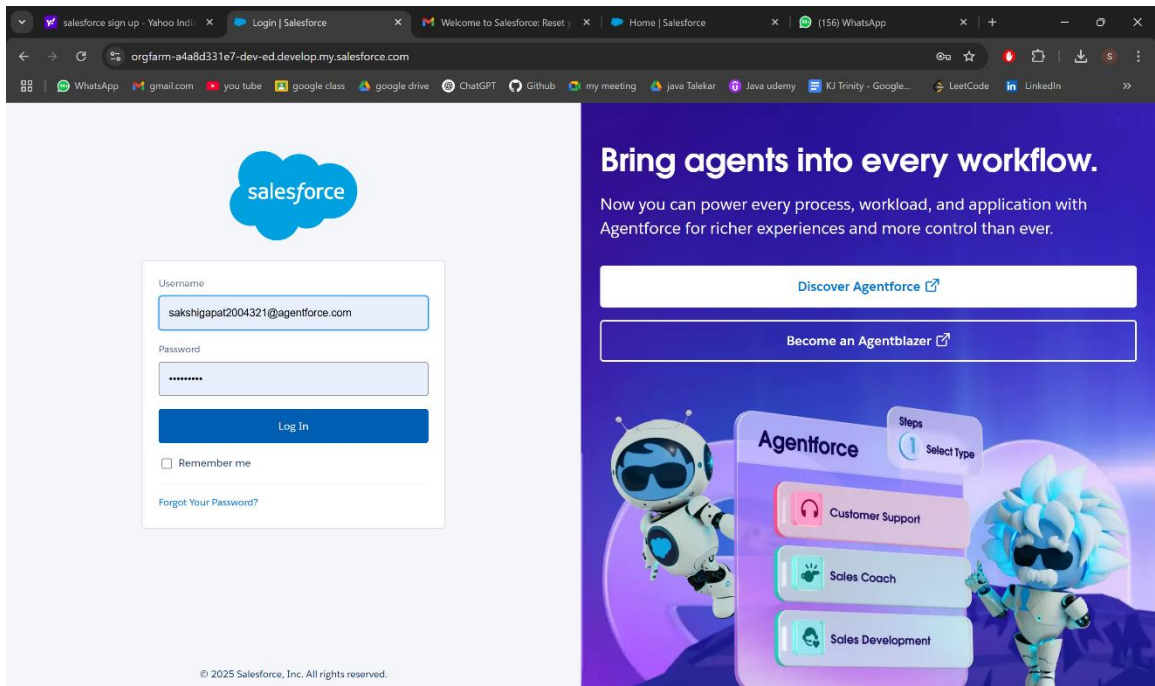 salesforce sign up - Yahoo Indi
Login | Salesforce
Welcome to Salesforce: Reset y
Home | Salesforce
(156) WhatsApp
orgfarm-a4a8d331e7-dev-ed.develop.my.salesforce.com
S
WhatsApp
gmail.com
you tube
google class
google drive
ChatGPT
Github
my meeting
java Talekar
Java udemy
KJ Trinity - Google...
LeetCode
LinkedIn
salesforce
Username
sakshigapat2004321@agentforce.com
Password
•••••••••
Log In
Remember me
Forgot Your Password?
© 2025 Salesforce, Inc. All rights reserved.
Bring agents into every workflow.
Now you can power every process, workload, and application with
Agentforce for richer experiences and more control than ever.
Discover Agentforce
Become an Agentblazer
Agentforce
Steps
1 Select Type
Customer Support
Sales Coach
Sales Development